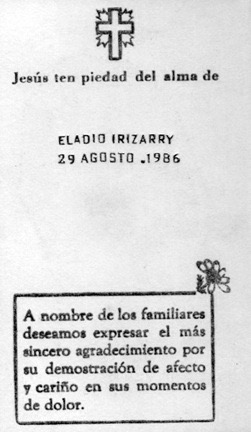 Jesús ten piedad del alma de
ELADIO IRIZARRY
29 AGOSTO .1986
A nombre de los familiares
deseamos expresar el más
sincero agradecimiento por
su demostración de afecto
y cariño en sus momentos
de dolor.